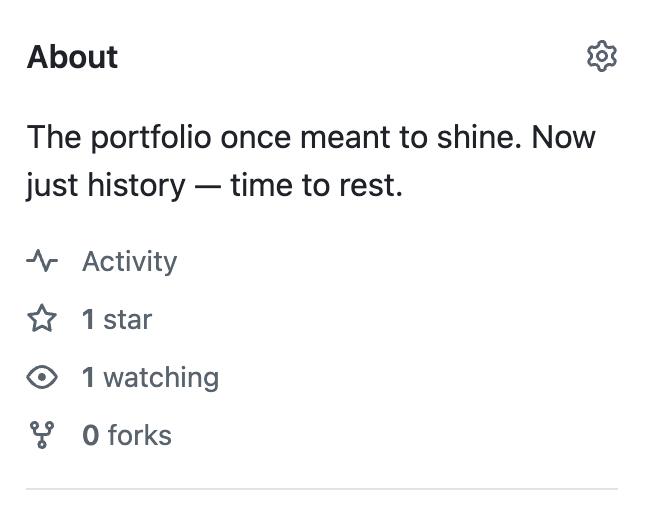 About
The portfolio once meant to shine. Now
just history — time to rest.
Activity
1 star
1 watching
0 forks